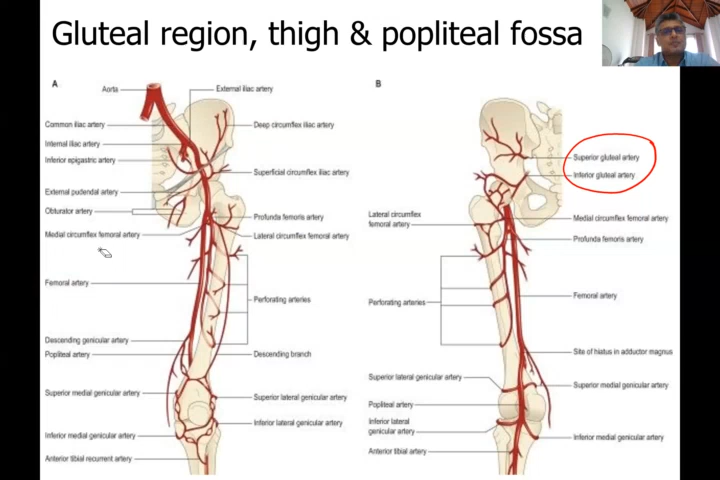 Gluteal region, thigh & popliteal fossa
A
Aorta
External iliac artery
Common iliac artery
Deep circumflex iliac artery
Internal iliac artery
Inferior epigastric artery
Superficial circumflex iliac artery
External pudendal artery
Obturator artery
Profunda femoris artery
Medial circumflex femoral artery
Lateral circumflex femoral artery
Femoral artery
Perforating arteries
Descending genicular artery
Popliteal artery
Descending branch
Superior medial genicular artery
Superior lateral genicular artery
Inferior lateral genicular artery
Inferior medial genicular artery
Anterior tibial recurrent artery
B
Superior gluteal artery
Inferior gluteal artery
Lateral circumflex
femoral artery
Medial circumflex femoral artery
Profunda femoris artery
Femoral artery
Perforating arteries
Site of hiatus in adductor magnus
Superior lateral genicular artery
Superior medial genicular artery
Popliteal artery
Inferior lateral
genicular artery
Inferior medial genicular artery
Anterior tibial artery